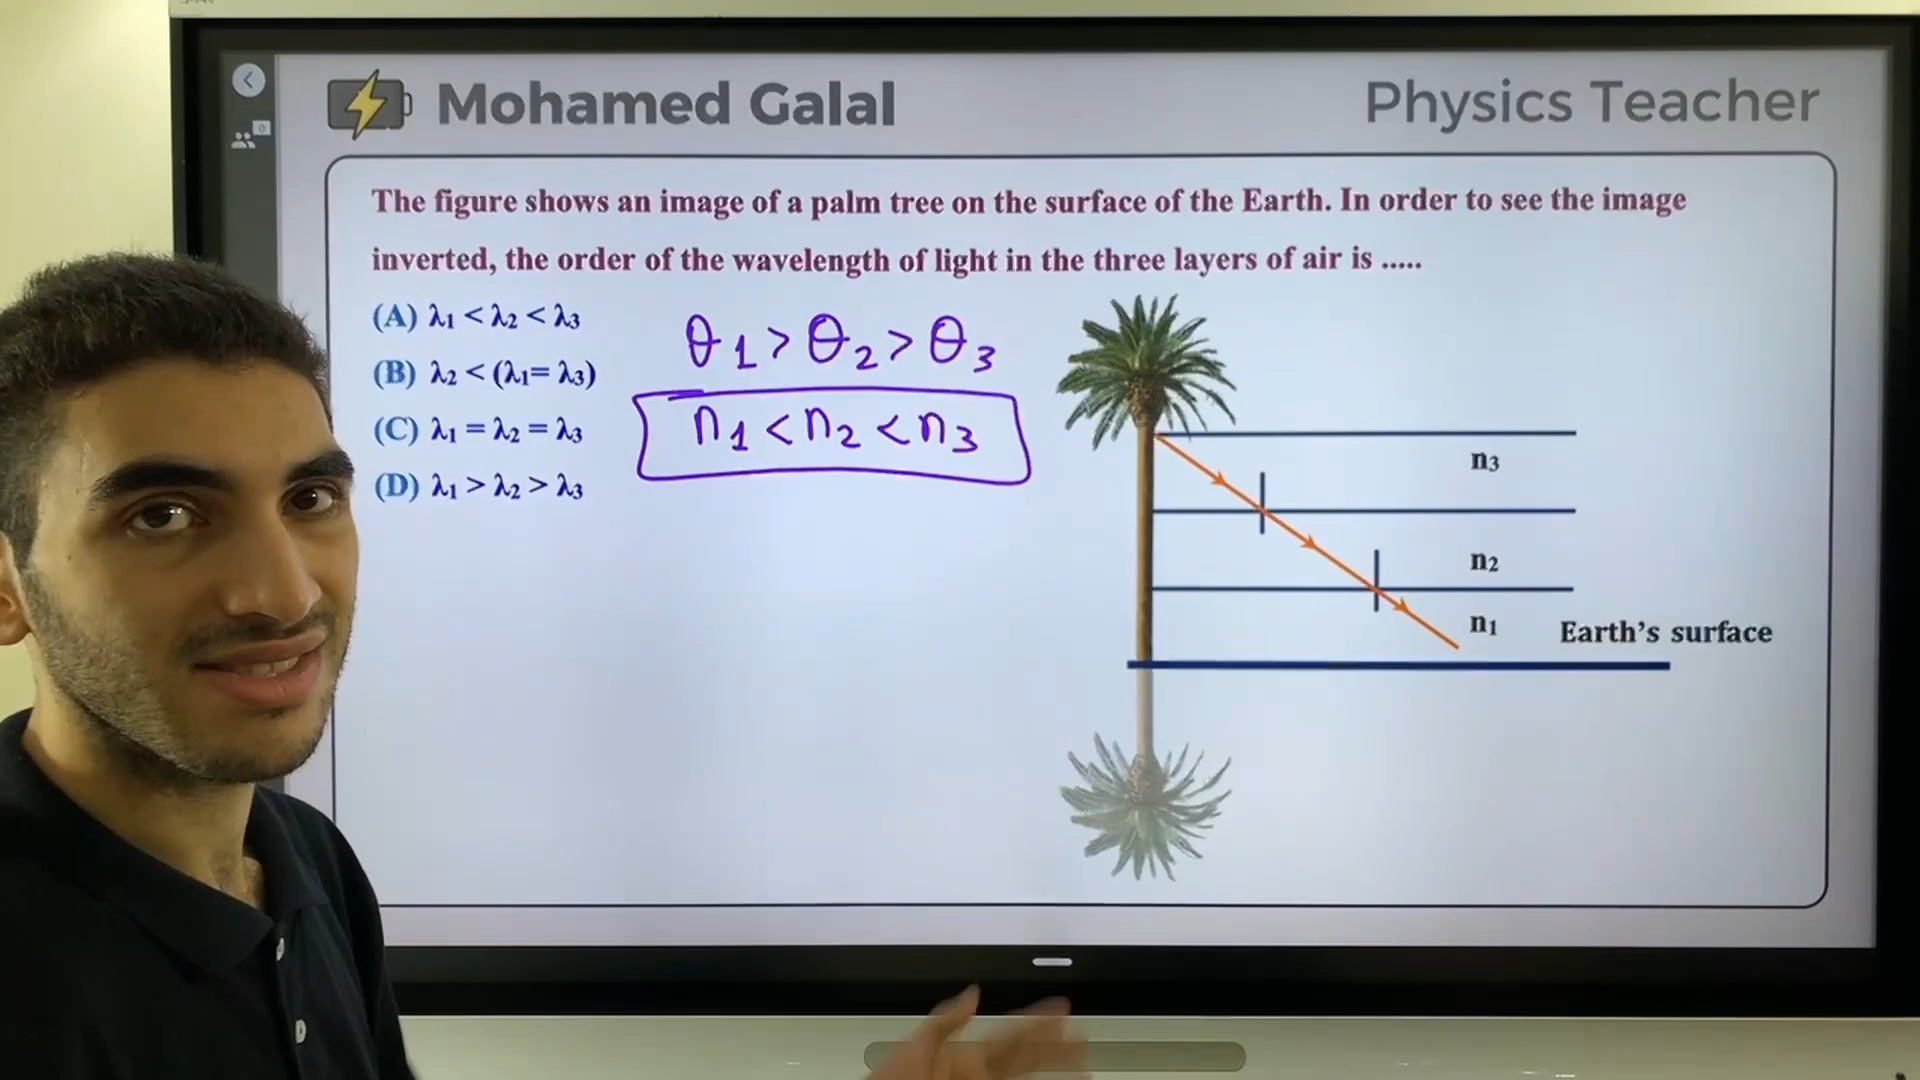 Mohamed Galal
Physics Teacher
0
The figure shows an image of a palm tree on the surface of the Earth. In order to see the image
inverted, the order of the wavelength of light in the three layers of air is .....
(A) λ1 < λ2 < λ3
(B) λ2 < (λ1= λ3)
(C) λ1 = λ2 = λ3
(D) λ1 > λ2 > λ3
θ1 > θ2 > θ3
n1 < n2 < n3
n3
n2
n1
Earth's surface